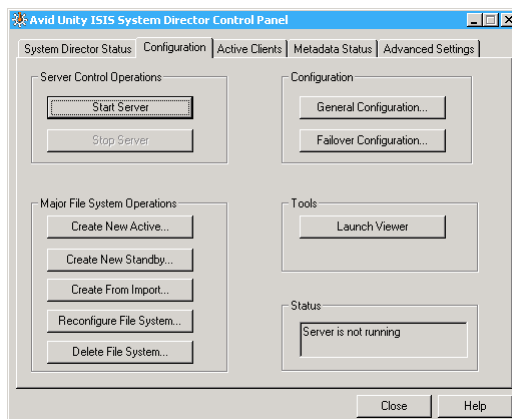 Avid Unity ISIS System Director Control Panel
System Director Status
Configuration
Active Clients
Metadata Status
Advanced Settings
Server Control Operations
Start Server
Stop Server
Configuration
General Configuration...
Failover Configuration...
Major File System Operations
Create New Active...
Create New Standby...
Create From Import...
Reconfigure File System...
Delete File System...
Tools
Launch Viewer
Status
Server is not running
Close
Help